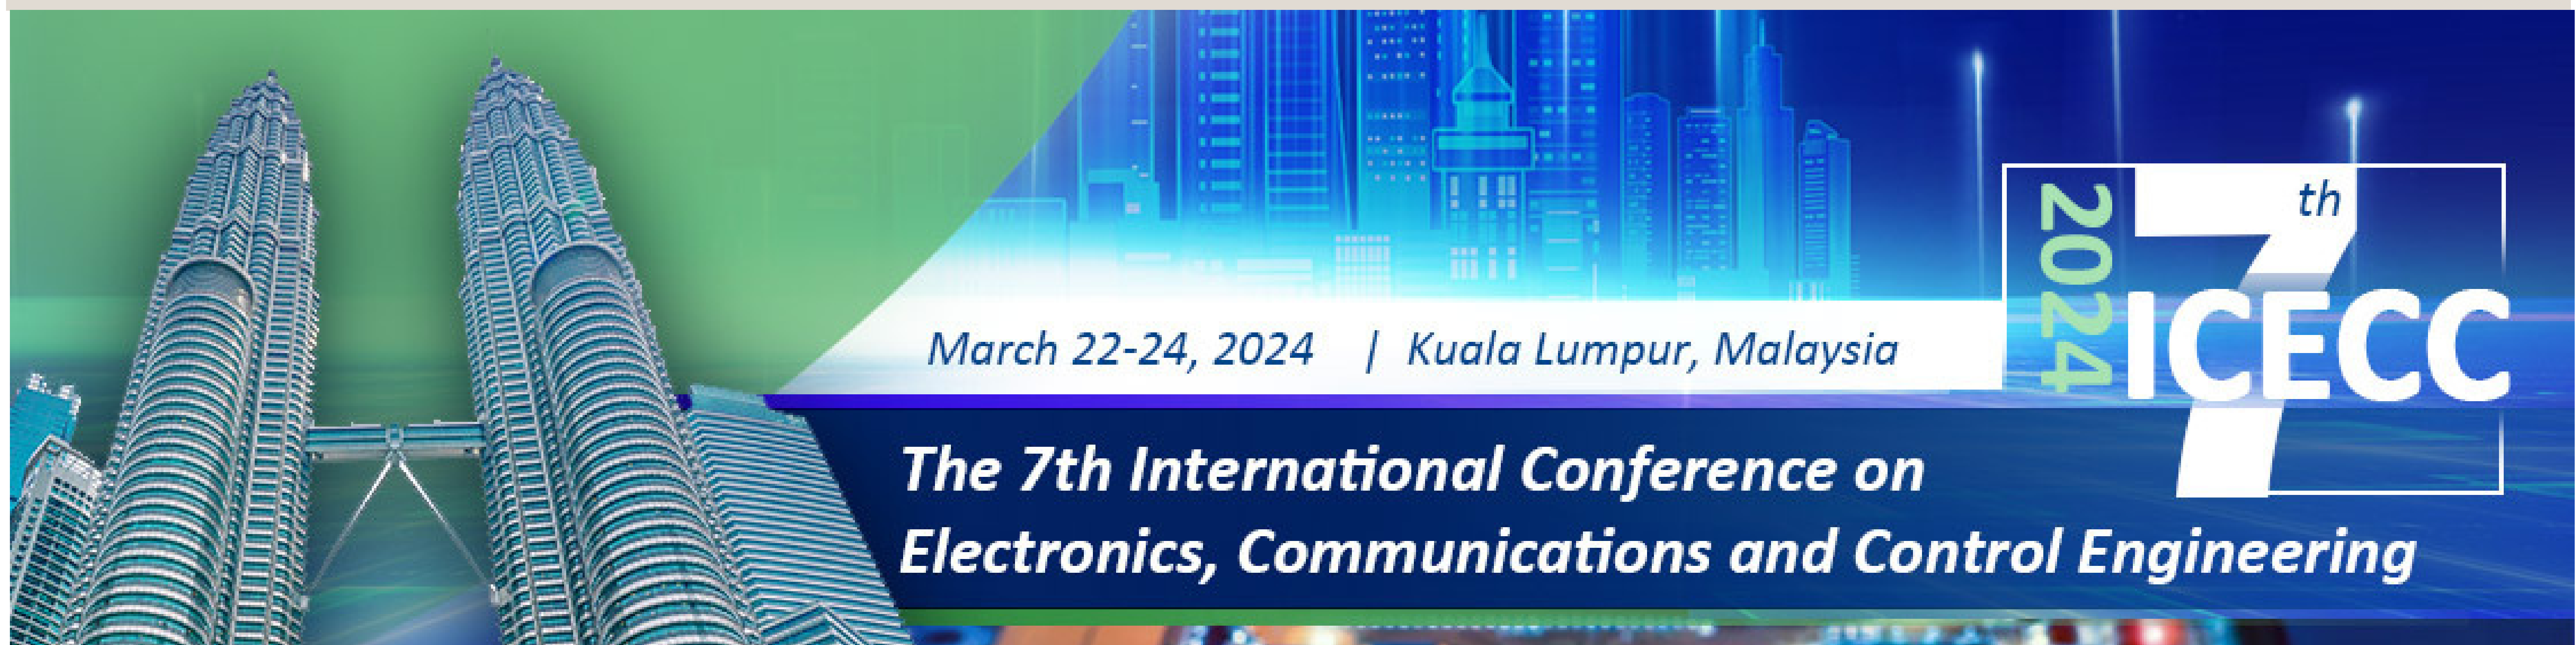 2024
7th
ICECC
March 22-24, 2024 | Kuala Lumpur, Malaysia
The 7th International Conference on
Electronics, Communications and Control Engineering